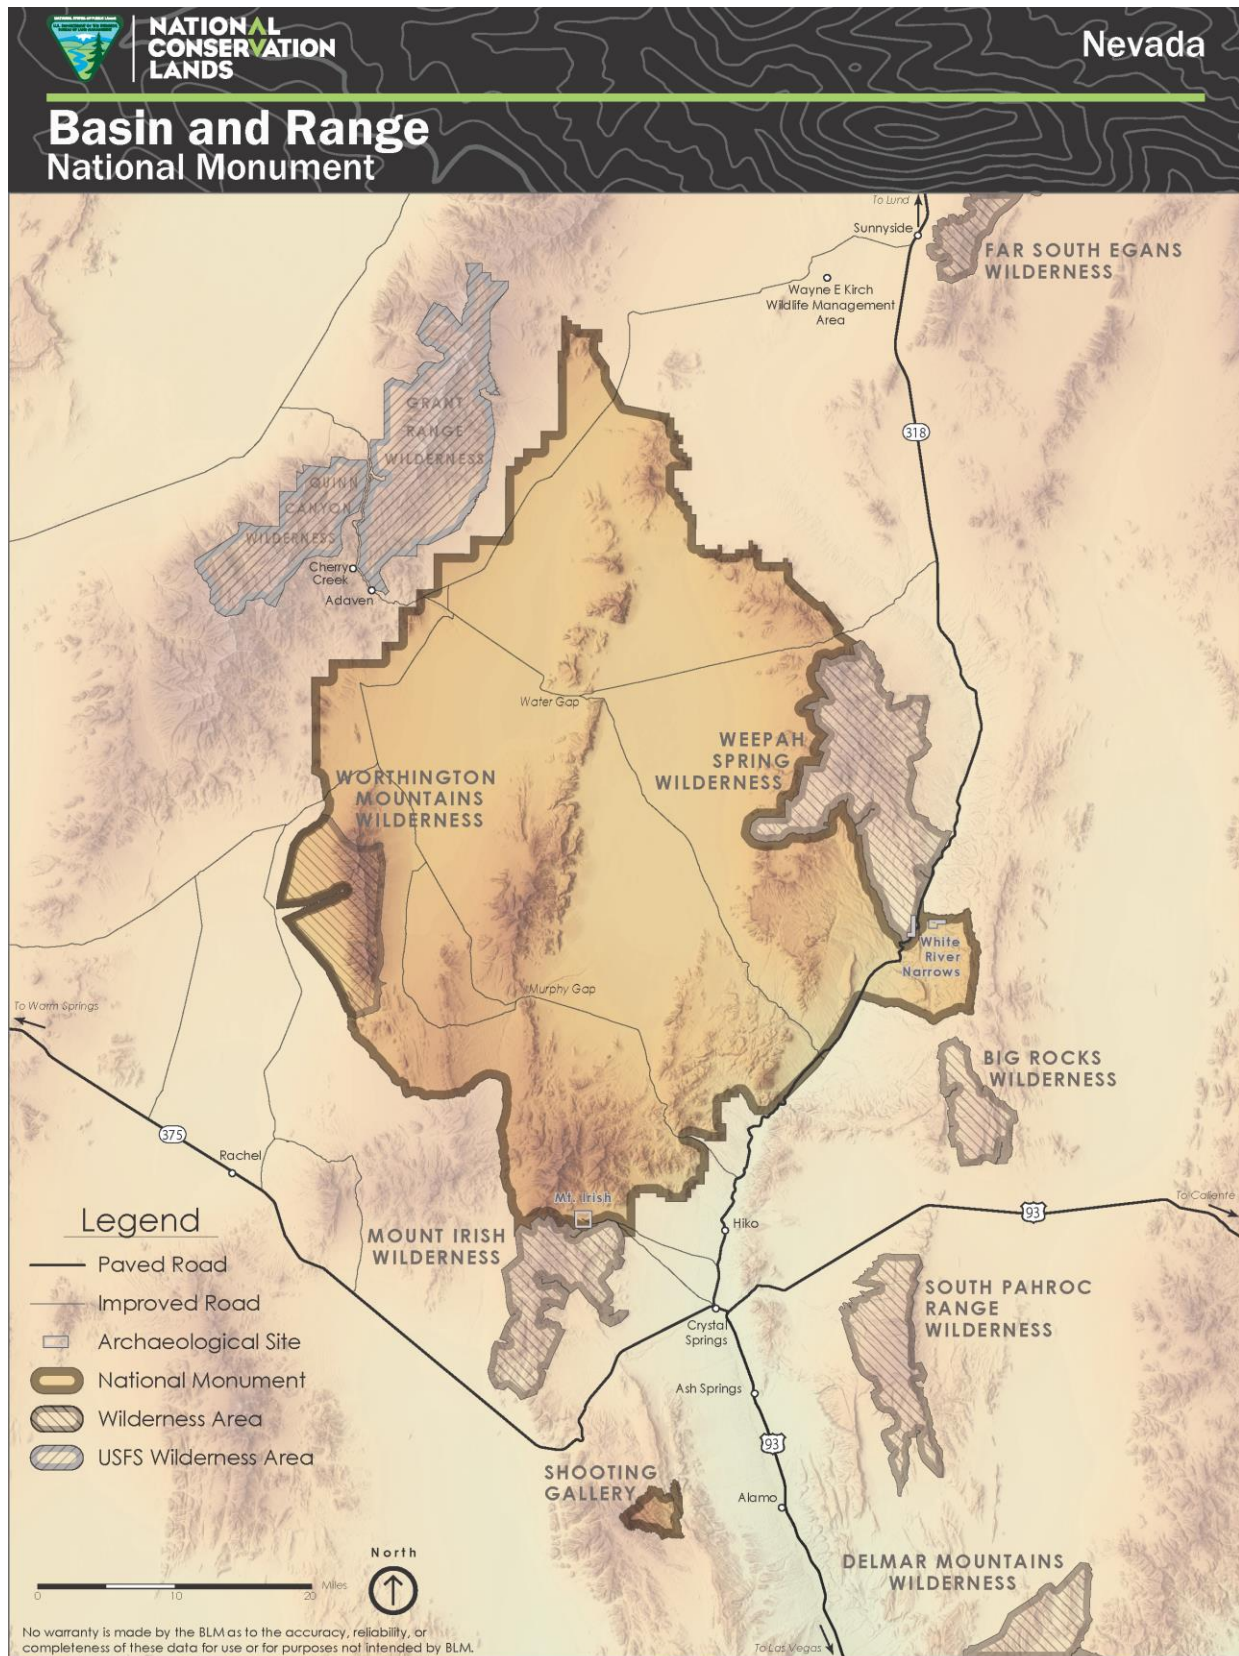 NATIONAL
CONSERVATION
LANDS
Nevada
Basin and Range
National Monument
To Lund
Sunnyside
FAR SOUTH EGANS
WILDERNESS
Wayne E Kirch
Wildlife Management
Area
GRANT
RANGE
WILDERNESS
318
QUINN
CANYON
WILDERNESS
Cherry
Creek
Adaven
Water Gap
WEEPAH
SPRING
WILDERNESS
WORTHINGTON
MOUNTAINS
WILDERNESS
White
River
Narrows
Murphy Gap
To Warm Springs
BIG ROCKS
WILDERNESS
375
Rachel
Mt. Irish
To Caliente
93
Hiko
MOUNT IRISH
WILDERNESS
SOUTH PAHROC
RANGE
WILDERNESS
Crystal
Springs
Ash Springs
93
SHOOTING
GALLERY
Alamo
DELMAR MOUNTAINS
WILDERNESS
To Las Vegas
Legend
Paved Road
Improved Road
Archaeological Site
National Monument
Wilderness Area
USFS Wilderness Area
North
Miles
0 10 20
No warranty is made by the BLM as to the accuracy, reliability, or
completeness of these data for use or for purposes not intended by BLM.